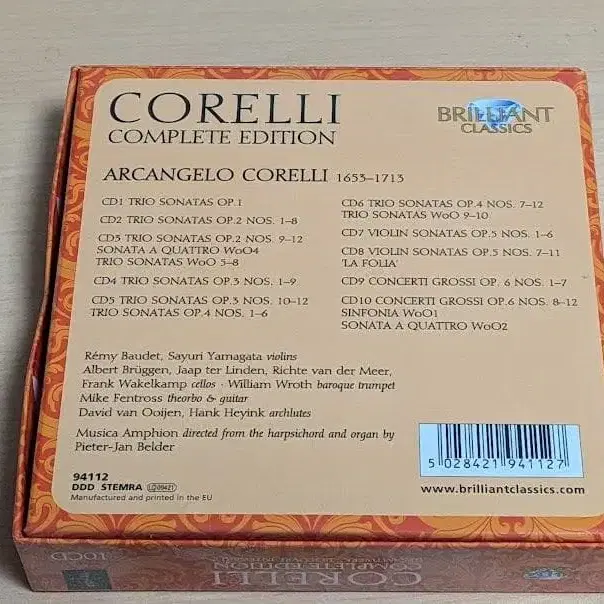 CORELLI
COMPLETE EDITION
BRILLIANT
CLASSICS
ARCANGELO CORELLI 1653–1713
CD1 TRIO SONATAS OP.1
CD2 TRIO SONATAS OP.2 NOS. 1–8
CD3 TRIO SONATAS OP.2 NOS. 9–12
SONATA A QUATTRO WoO4
TRIO SONATAS WoO 5–8
CD4 TRIO SONATAS OP.3 NOS. 1–9
CD5 TRIO SONATAS OP.3 NOS. 10–12
TRIO SONATAS OP.4 NOS. 1–6
CD6 TRIO SONATAS OP.4 NOS. 7–12
TRIO SONATAS WoO 9–10
CD7 VIOLIN SONATAS OP.5 NOS. 1–6
CD8 VIOLIN SONATAS OP.5 NOS. 7–11
'LA FOLIA'
CD9 CONCERTI GROSSI OP. 6 NOS. 1–7
CD10 CONCERTI GROSSI OP.6 NOS. 8–12
SINFONIA WoO1
SONATA A QUATTRO WoO2
Rémy Baudet, Sayuri Yamagata violins
Albert Brüggen, Jaap ter Linden, Richte van der Meer,
Frank Wakelkamp cellos · William Wroth baroque trumpet
Mike Fentross theorbo & guitar
David van Ooijen, Hank Heyink archlutes
Musica Amphion directed from the harpsichord and organ by
Pieter-Jan Belder
94112
DDD STEMRA LC09421
Manufactured and printed in the EU
5 028421 941127
www.brilliantclassics.com
10CD
CORELLI
COMPLETE EDITION